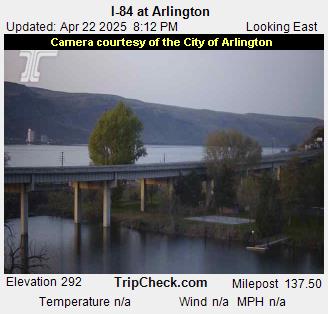 I-84 at Arlington
Updated: Apr 22 2025 8:12 PM Looking East
Camera courtesy of the City of Arlington
Elevation 292 TripCheck.com Milepost 137.50
Temperature n/a Wind n/a MPH n/a